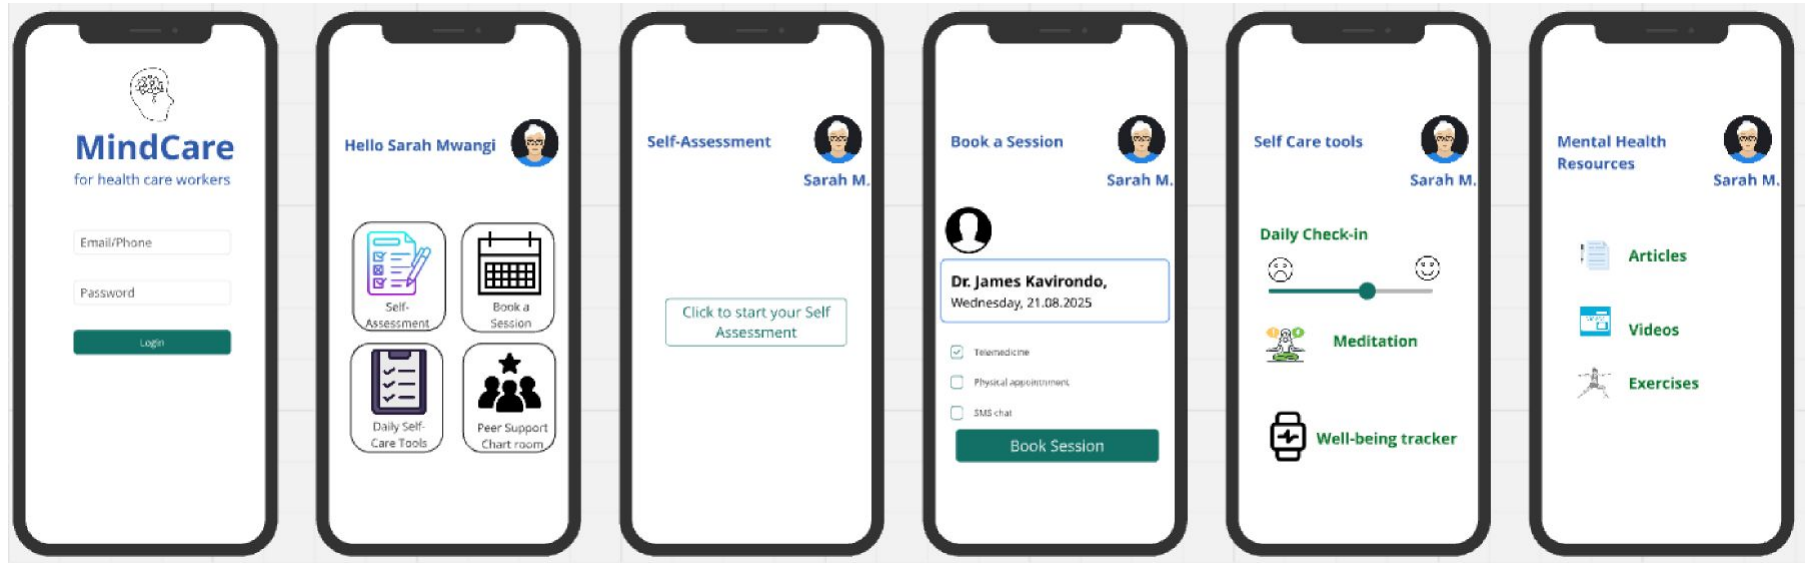 MindCare
for health care workers
Email/Phone
Password
Login
Hello Sarah Mwangi
Self-
Assessment
Book a
Session
Daily Self-
Care Tools
Peer Support
Chart room
Self-Assessment
Sarah M.
Click to start your Self
Assessment
Book a Session
Sarah M.
Dr. James Kavirondo,
Wednesday, 21.08.2025
Telemedicine
Physical appointment
SMS chat
Book Session
Self Care tools
Sarah M.
Daily Check-in
Meditation
Well-being tracker
Mental Health
Resources
Sarah M.
Articles
Videos
Exercises